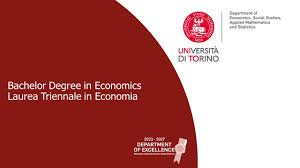 UNIVERSITÀ
DI TORINO
Department of
Economics, Social Studies,
Applied Mathematics
and Statistics
Bachelor Degree in Economics
Laurea Triennale in Economia
2023 - 2027
DEPARTMENT
OF EXCELLENCE